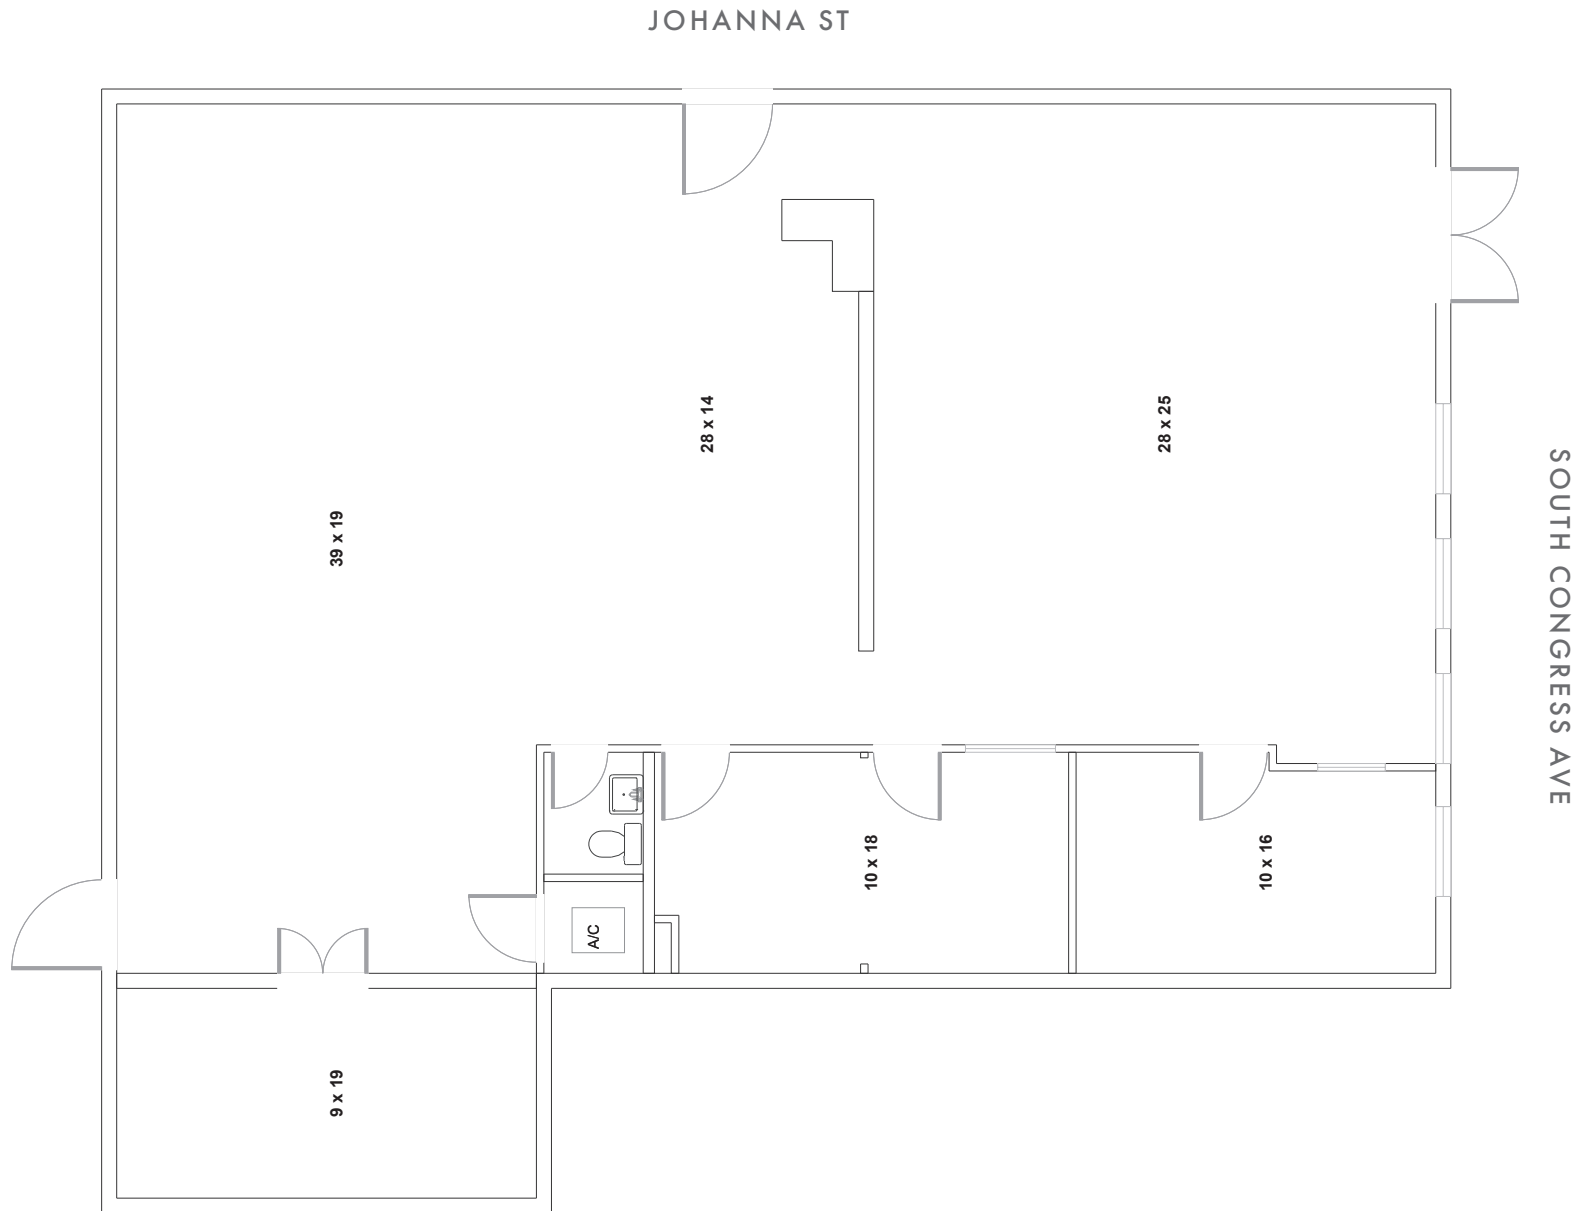 JOHANNA ST
28 x 14
28 x 25
39 x 19
SOUTH CONGRESS AVE
10 x 18
10 x 16
A/C
9 x 19